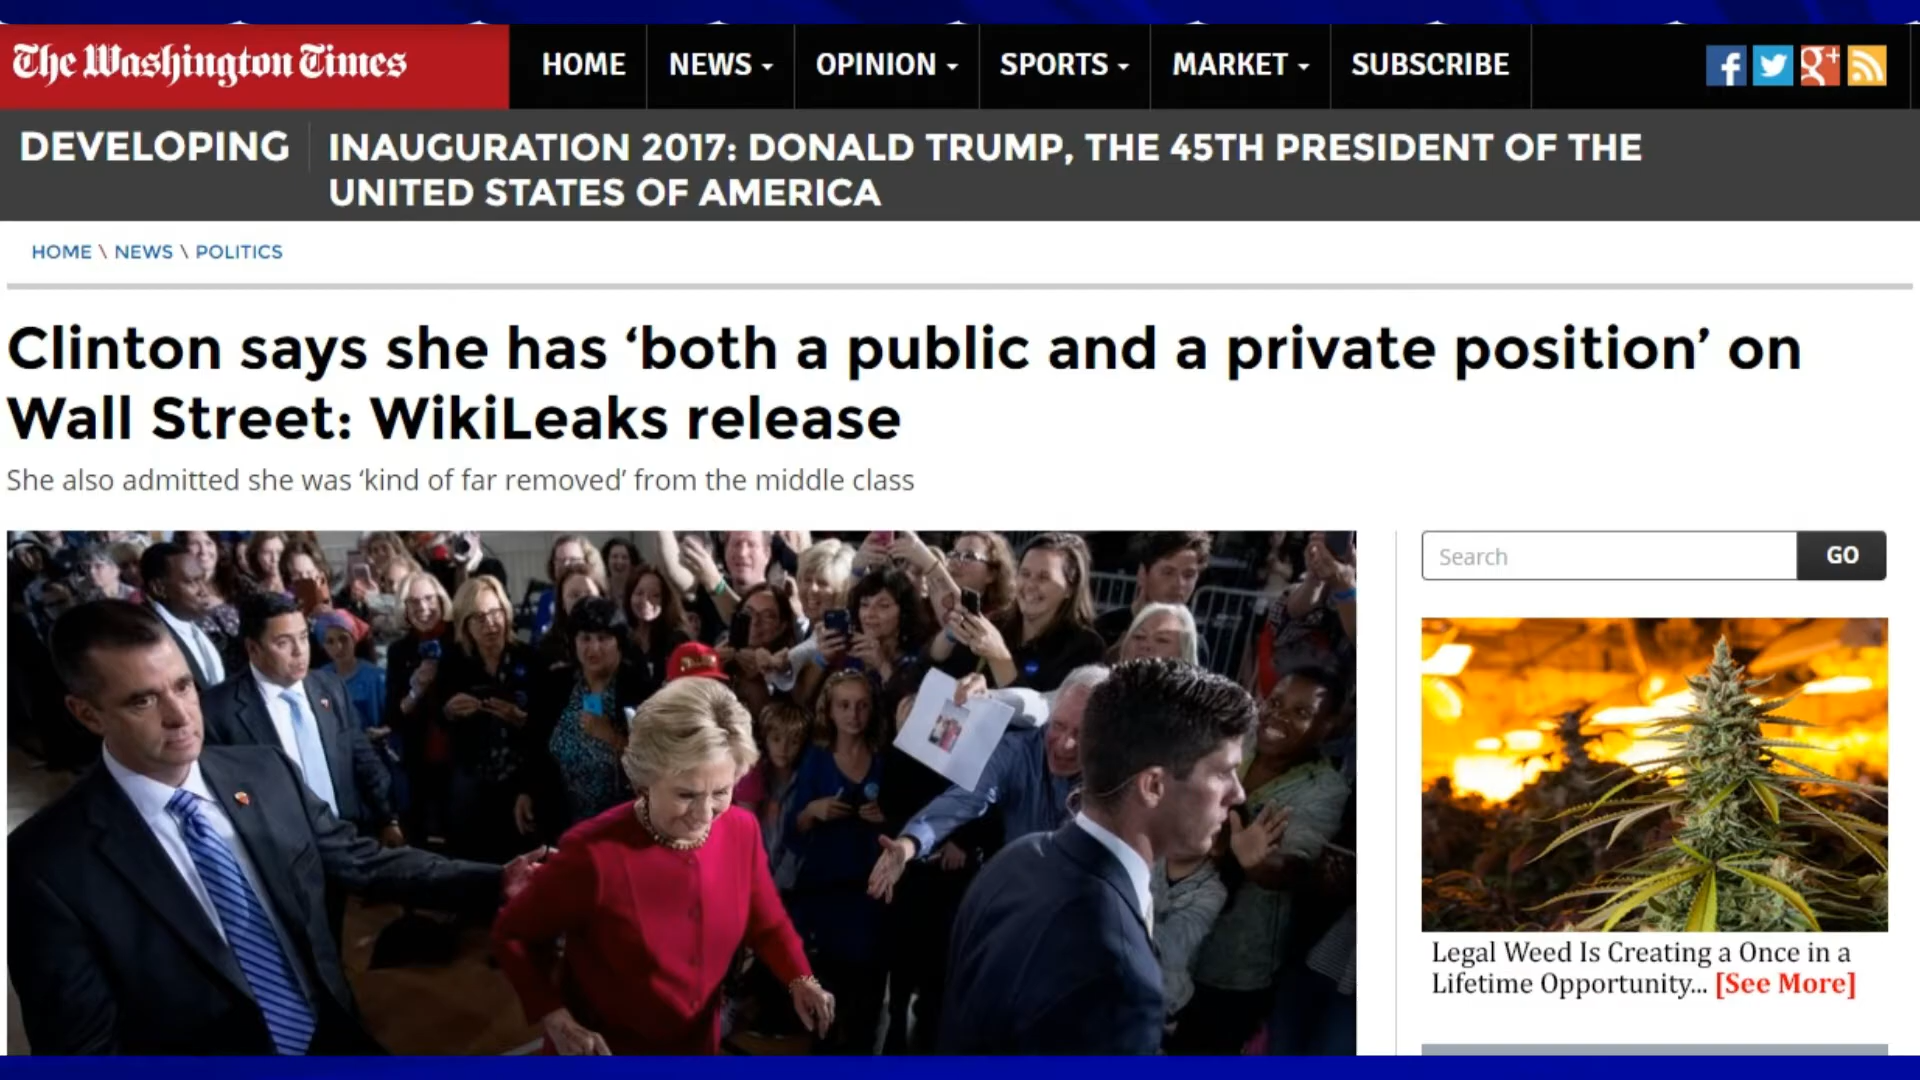 The Washington Times
HOME NEWS OPINION SPORTS MARKET SUBSCRIBE
f g+
DEVELOPING
INAUGURATION 2017: DONALD TRUMP, THE 45TH PRESIDENT OF THE
UNITED STATES OF AMERICA
HOME \ NEWS \ POLITICS
Clinton says she has ‘both a public and a private position’ on
Wall Street: WikiLeaks release
She also admitted she was ‘kind of far removed’ from the middle class
Search
GO
Legal Weed Is Creating a Once in a
Lifetime Opportunity... [See More]